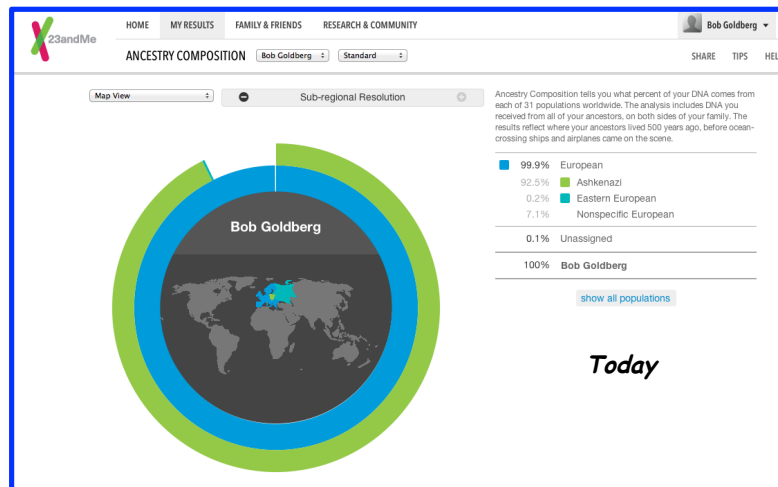 23andMe
HOME MY RESULTS FAMILY & FRIENDS RESEARCH & COMMUNITY Bob Goldberg
ANCESTRY COMPOSITION Bob Goldberg Standard SHARE TIPS HEL
Map View Sub-regional Resolution
Ancestry Composition tells you what percent of your DNA comes from
each of 31 populations worldwide. The analysis includes DNA you
received from all of your ancestors, on both sides of your family. The
results reflect where your ancestors lived 500 years ago, before ocean-
crossing ships and airplanes came on the scene.
99.9% European
92.5% Ashkenazi
0.2% Eastern European
7.1% Nonspecific European
0.1% Unassigned
100% Bob Goldberg
show all populations
Bob Goldberg
Today